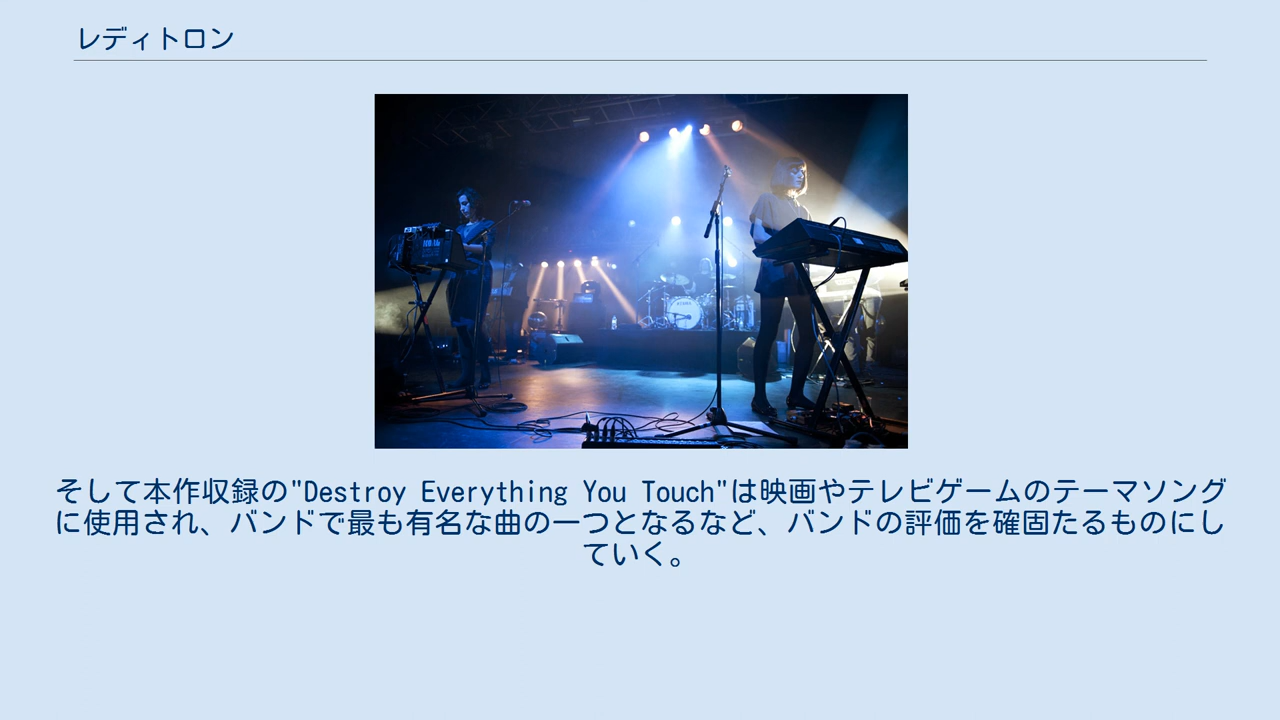 レディトロン
そして本作収録の"Destroy Everything You Touch"は映画やテレビゲームのテーマソング
に使用され、バンドで最も有名な曲の一つとなるなど、バンドの評価を確固たるものにし
ていく。